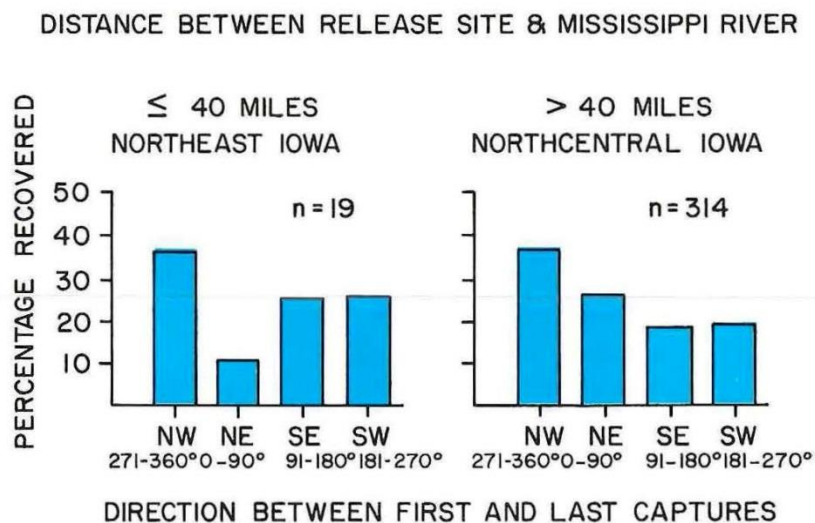 DISTANCE BETWEEN RELEASE SITE & MISSISSIPPI RIVER
≤ 40 MILES
NORTHEAST IOWA
> 40 MILES
NORTHCENTRAL IOWA
PERCENTAGE RECOVERED
50
40
30
20
10
n=19
n=314
NW NE SE SW
271-360° 0-90° 91-180° 181-270°
NW NE SE SW
271-360° 0-90° 91-180° 181-270°
DIRECTION BETWEEN FIRST AND LAST CAPTURES